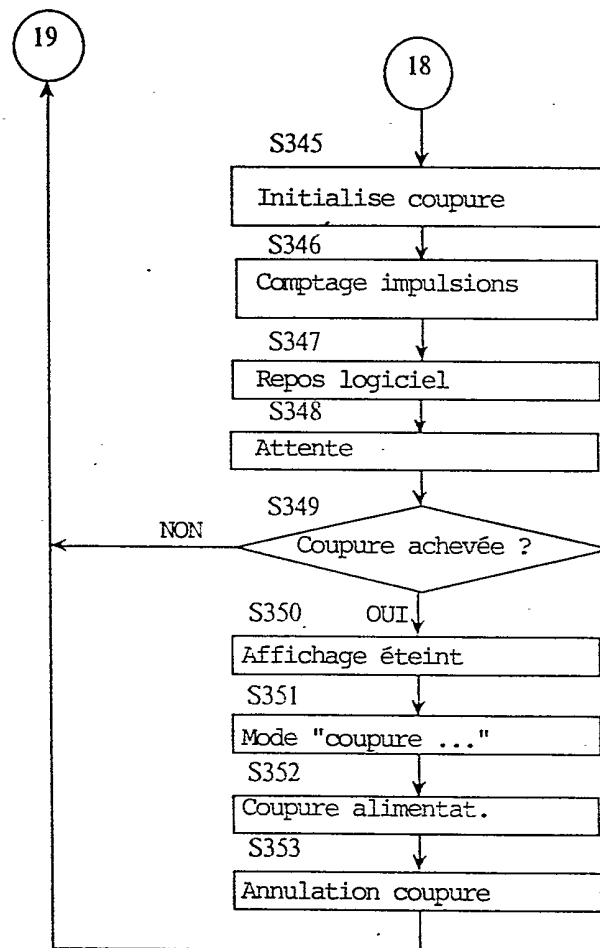 19
18
S345
Initialise coupure
S346
Comptage impulsions
S347
Repos logiciel
S348
Attente
S349
NON
Coupure achevée ?
S350
OUI
Affichage éteint
S351
Mode "coupure ..."
S352
Coupure alimentat.
S353
Annulation coupure